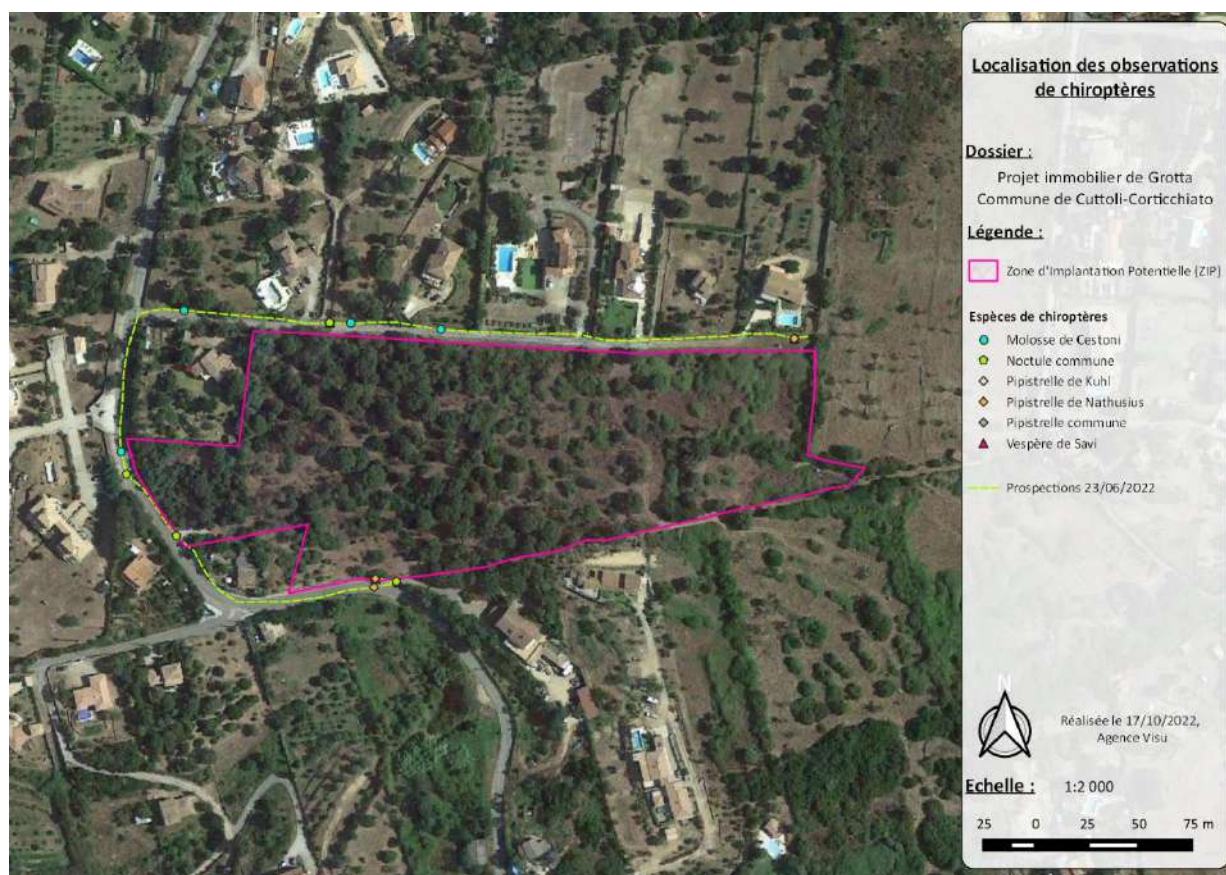 Localisation des observations
de chiroptères
Dossier :
Projet immobilier de Grotta
Commune de Cuttoli-Corticchiato
Légende :
Zone d'Implantation Potentielle (ZIP)
Espèces de chiroptères
Molosse de Cestoni
Noctule commune
Pipistrelle de Kuhl
Pipistrelle de Nathusius
Pipistrelle commune
Vespère de Savi
Prospections 23/06/2022
N
Réalisée le 17/10/2022,
Agence Visu
Echelle : 1:2 000
25 0 25 50 75 m